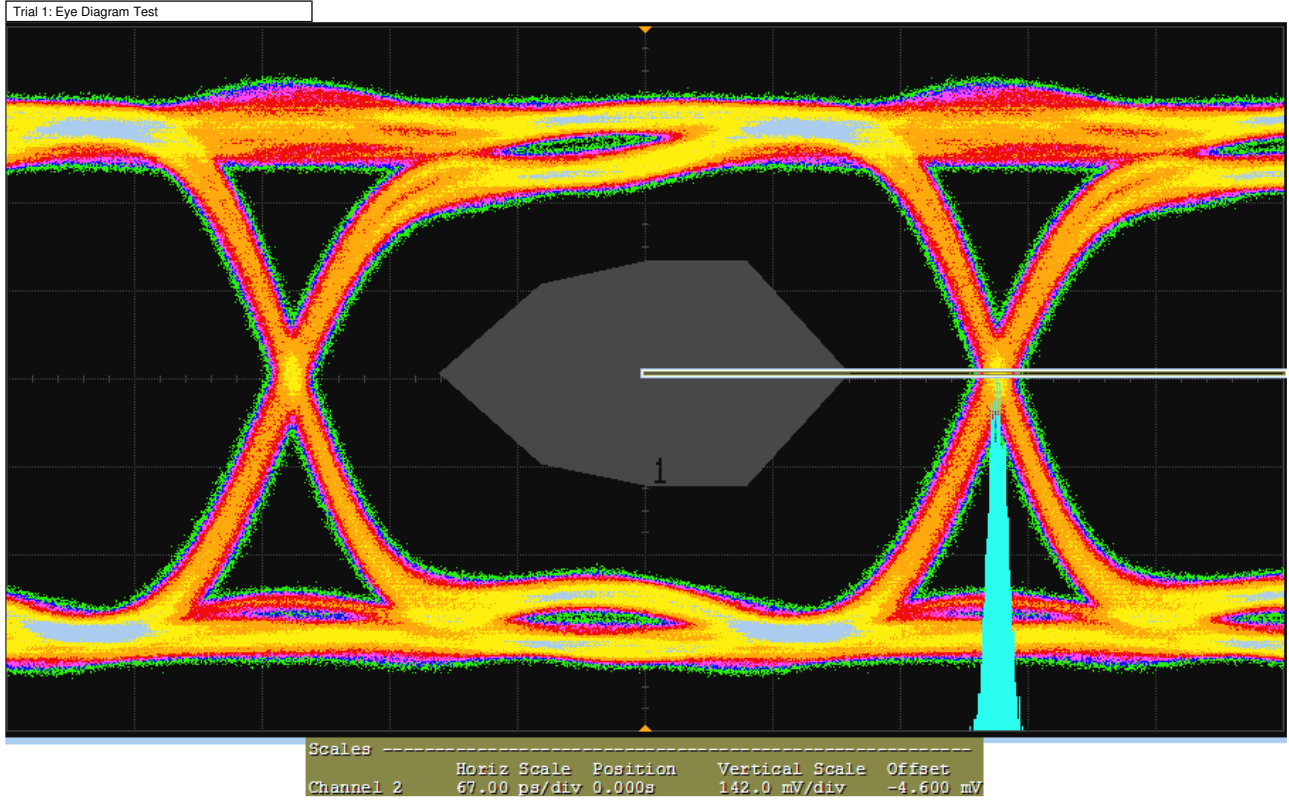 Trial 1: Eye Diagram Test
1
Scales
Horiz Scale Position Vertical Scale Offset
Channel 2 67.00 ps/div 0.000s 142.0 mV/div -4.600 mV